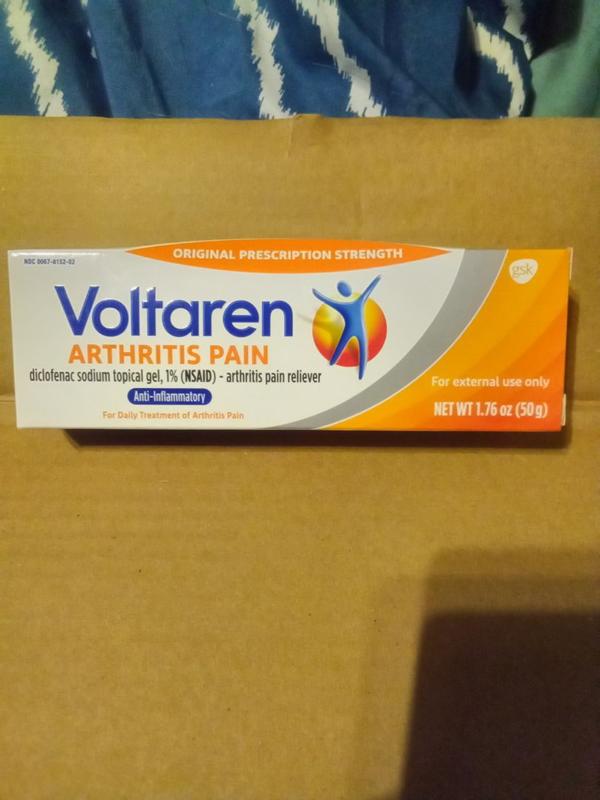 ORIGINAL PRESCRIPTION STRENGTH
NDC 0067-8152-02
gsk
Voltaren
ARTHRITIS PAIN
diclofenac sodium topical gel, 1% (NSAID) - arthritis pain reliever
Anti-Inflammatory
For Daily Treatment of Arthritis Pain
For external use only
NET WT 1.76 oz (50 g)